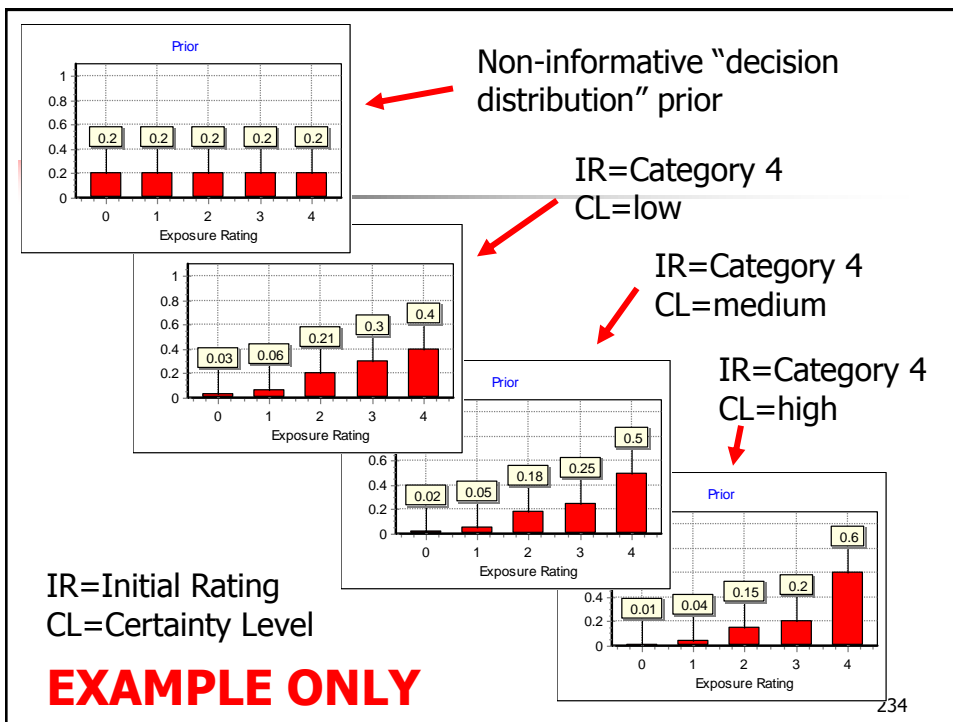 Prior
1
0.8
0.6
0.4
0.2
0
0.2 0.2 0.2 0.2 0.2
0 1 2 3 4
Exposure Rating
Non-informative “decision
distribution” prior
IR=Category 4
CL=low
1
0.8
0.6
0.4
0.2
0
0.03 0.06 0.21 0.3 0.4
0 1 2 3 4
Exposure Rating
IR=Category 4
CL=medium
Prior
0.6
0.4
0.2
0
0.02 0.05 0.18 0.25 0.5
0 1 2 3 4
Exposure Rating
IR=Category 4
CL=high
Prior
0.4
0.2
0
0.01 0.04 0.15 0.2 0.6
0 1 2 3 4
Exposure Rating
IR=Initial Rating
CL=Certainty Level
EXAMPLE ONLY
234